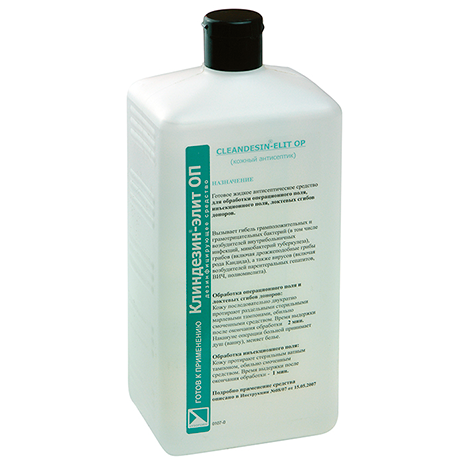 CLEANDESIN®-ELIT OP
(кожный антисептик)
НАЗНАЧЕНИЕ
Готовое жидкое антисептическое средство
для обработки операционного поля,
инъекционного поля, локтевых сгибов
доноров.
Вызывает гибель грамположительных и
грамотрицательных бактерий (в том числе
возбудителей внутрибольничных
инфекций, микобактерий туберкулеза),
грибов (включая дрожжеподобные грибы
рода Кандида), а также вирусов (включая
возбудителей парентеральных гепатитов,
ВИЧ, полиомиелита).
Обработка операционного поля и
локтевых сгибов доноров:
Кожу последовательно двукратно
протирают раздельными стерильными
марлевыми тампонами, обильно
смоченными средством. Время выдержки
после окончания обработки 2 мин.
Накануне операции больной принимает
душ (ванну), меняет белье.
Обработка инъекционного поля:
Кожу протирают стерильным ватным
тампоном, обильно смоченным
средством. Время выдержки после
окончания обработки - 1 мин.
Подробно применение средства
описано в Инструкции №08/07 от 15.05.2007
ГОТОВ К ПРИМЕНЕНИЮ
Клиндезин®-элит ОП
дезинфицирующее средство